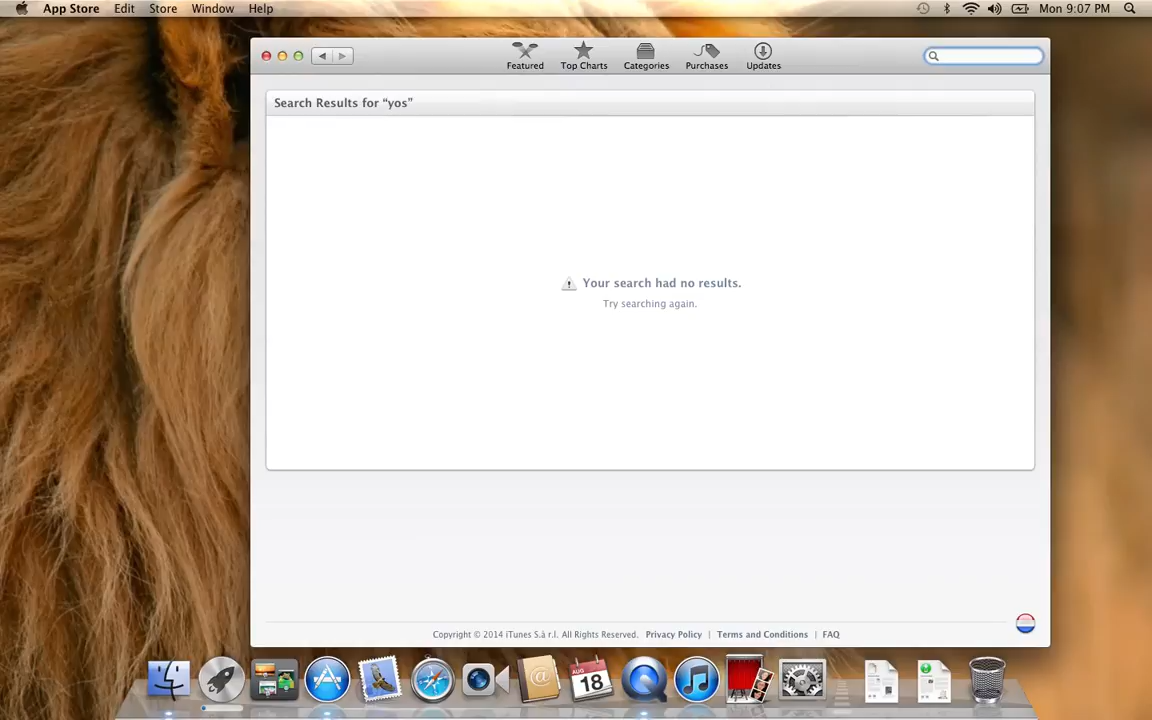 App Store Edit Store Window Help Mon 9:07 PM
Featured Top Charts Categories Purchases Updates
Search Results for “yos”
Your search had no results.
Try searching again.
Copyright © 2014 iTunes S.à r.l. All Rights Reserved. Privacy Policy | Terms and Conditions | FAQ
AUG
18